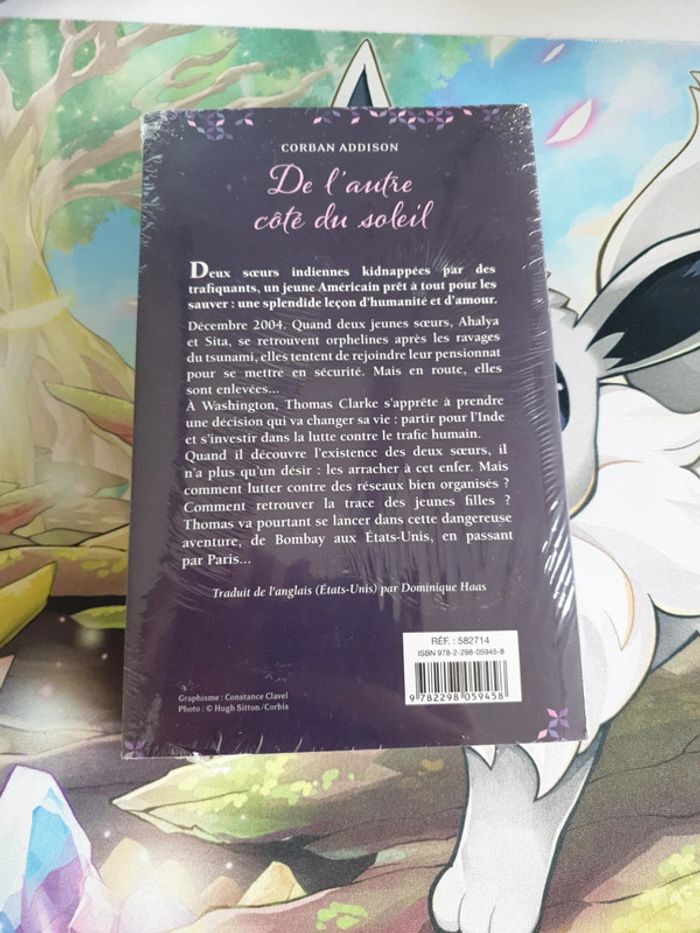 CORBAN ADDISON
De l'autre
côté du soleil
Deux sœurs indiennes kidnappées par des
trafiquants, un jeune Américain prêt à tout pour les
sauver : une splendide leçon d'humanité et d'amour.
Décembre 2004. Quand deux jeunes sœurs, Ahalya
et Sita, se retrouvent orphelines après les ravages
du tsunami, elles tentent de rejoindre leur pensionnat
pour se mettre en sécurité. Mais en route, elles
sont enlevées...
À Washington, Thomas Clarke s'apprête à prendre
une décision qui va changer sa vie : partir pour l'Inde
et s'investir dans la lutte contre le trafic humain.
Quand il découvre l'existence des deux sœurs, il
n'a plus qu'un désir : les arracher à cet enfer. Mais
comment lutter contre des réseaux bien organisés ?
Comment retrouver la trace des jeunes filles ?
Thomas va pourtant se lancer dans cette dangereuse
aventure, de Bombay aux États-Unis, en passant
par Paris...
Traduit de l'anglais (États-Unis) par Dominique Haas
RÉF. : 582714
ISBN 978-2-298-05945-8
9 782298 059458
Graphisme : Constance Clavel
Photo : © Hugh Sitton/Corbis